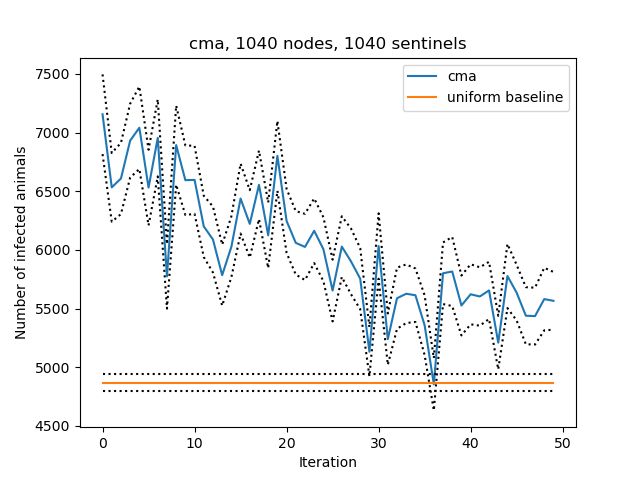 cma, 1040 nodes, 1040 sentinels
cma
uniform baseline
7500
7000
6500
6000
5500
5000
4500
Number of infected animals
0 10 20 30 40 50
Iteration